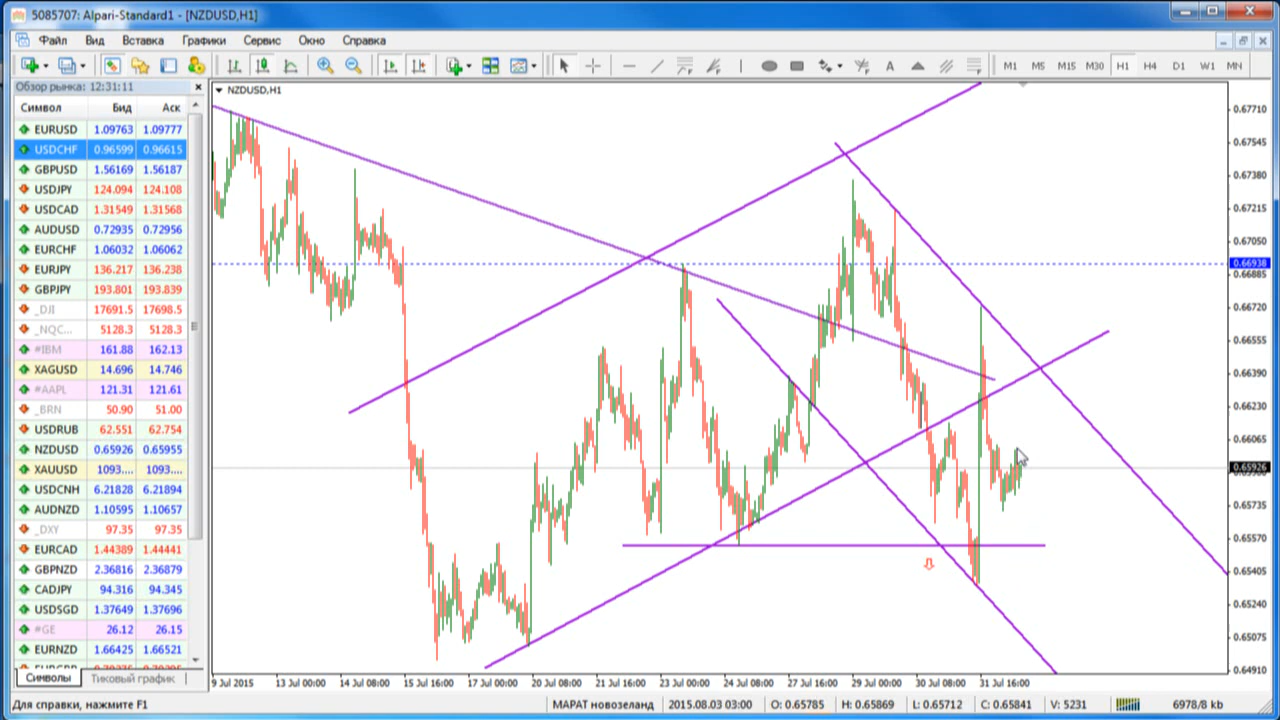 5085707: Alpari-Standard1 - [NZDUSD,H1]
Файл Вид Вставка Графики Сервис Окно Справка
A M1 M5 M15 M30 H1 H4 D1 W1 MN
Обзор рынка: 12:31:11
Символ Бид Аск
EURUSD 1.09763 1.09777
USDCHF 0.96599 0.96615
GBPUSD 1.56169 1.56187
USDJPY 124.094 124.108
USDCAD 1.31549 1.31568
AUDUSD 0.72935 0.72956
EURCHF 1.06032 1.06062
EURJPY 136.217 136.238
GBPJPY 193.801 193.839
_DJI 17691.5 17698.5
_NQC... 5128.3 5128.3
#IBM 161.88 162.13
XAGUSD 14.696 14.746
#AAPL 121.31 121.61
_BRN 50.90 51.00
USDRUB 62.551 62.754
NZDUSD 0.65926 0.65955
XAUUSD 1093.... 1093....
USDCNH 6.21828 6.21894
AUDNZD 1.10595 1.10657
_DXY 97.35 97.35
EURCAD 1.44389 1.44441
GBPNZD 2.36816 2.36879
CADJPY 94.316 94.345
USDSGD 1.37649 1.37696
#GE 26.12 26.15
EURNZD 1.66425 1.66521
Символы Тиковый график
NZDUSD,H1
0.67710
0.67545
0.67380
0.67215
0.67050
0.66938
0.66885
0.66720
0.66555
0.66390
0.66230
0.66065
0.65926
0.65735
0.65570
0.65405
0.65240
0.65075
0.64910
9 Jul 2015 13 Jul 00:00 14 Jul 08:00 15 Jul 16:00 17 Jul 00:00 20 Jul 08:00 21 Jul 16:00 23 Jul 00:00 24 Jul 08:00 27 Jul 16:00 29 Jul 00:00 30 Jul 08:00 31 Jul 16:00
Для справки, нажмите F1 МАРАТ новозеланд 2015.08.03 03:00 O: 0.65785 H: 0.65869 L: 0.65712 C: 0.65841 V: 5231 6978/8 kb